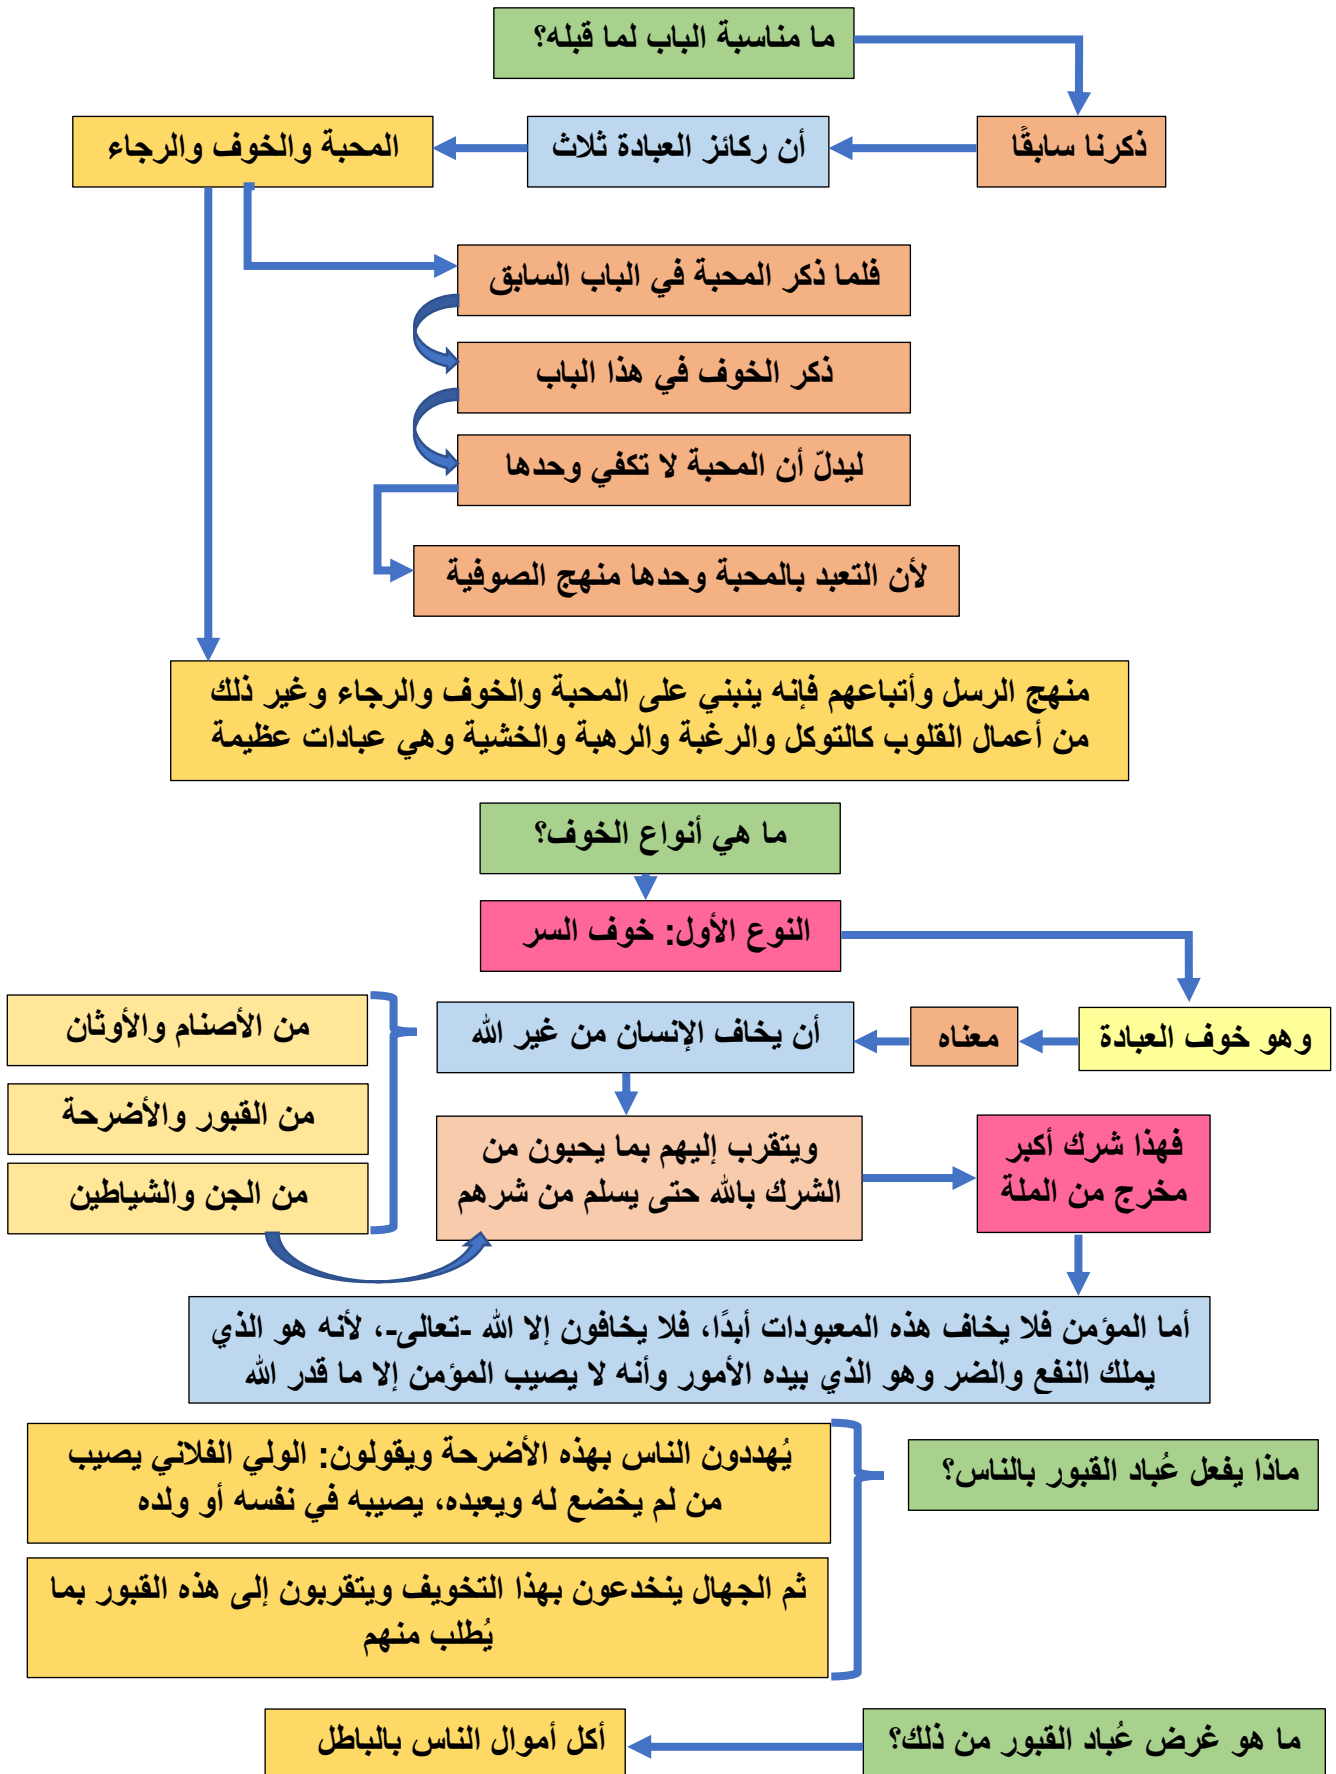 ما مناسبة الباب لما قبله؟
ذكرنا سابقًا
أن ركائز العبادة ثلاث
المحبة والخوف والرجاء
فلما ذكر المحبة في الباب السابق
ذكر الخوف في هذا الباب
ليدلّ أن المحبة لا تكفي وحدها
لأن التعبد بالمحبة وحدها منهج الصوفية
منهج الرسل وأتباعهم فإنه ينبني على المحبة والخوف والرجاء وغير ذلك
من أعمال القلوب كالتوكل والرغبة والرهبة والخشية وهي عبادات عظيمة
ما هي أنواع الخوف؟
النوع الأول: خوف السر
وهو خوف العبادة
معناه
أن يخاف الإنسان من غير الله
من الأصنام والأوثان
من القبور والأضرحة
من الجن والشياطين
ويتقرب إليهم بما يحبون من
الشرك بالله حتى يسلم من شرهم
فهذا شرك أكبر
مخرج من الملة
أما المؤمن فلا يخاف هذه المعبودات أبدًا، فلا يخافون إلا الله -تعالى-، لأنه هو الذي
يملك النفع والضر وهو الذي بيده الأمور وأنه لا يصيب المؤمن إلا ما قدر الله
ماذا يفعل عُباد القبور بالناس؟
يُهددون الناس بهذه الأضرحة ويقولون: الولي الفلاني يصيب
من لم يخضع له ويعبده، يصيبه في نفسه أو ولده
ثم الجهال ينخدعون بهذا التخويف ويتقربون إلى هذه القبور بما
يُطلب منهم
ما هو غرض عُباد القبور من ذلك؟
أكل أموال الناس بالباطل